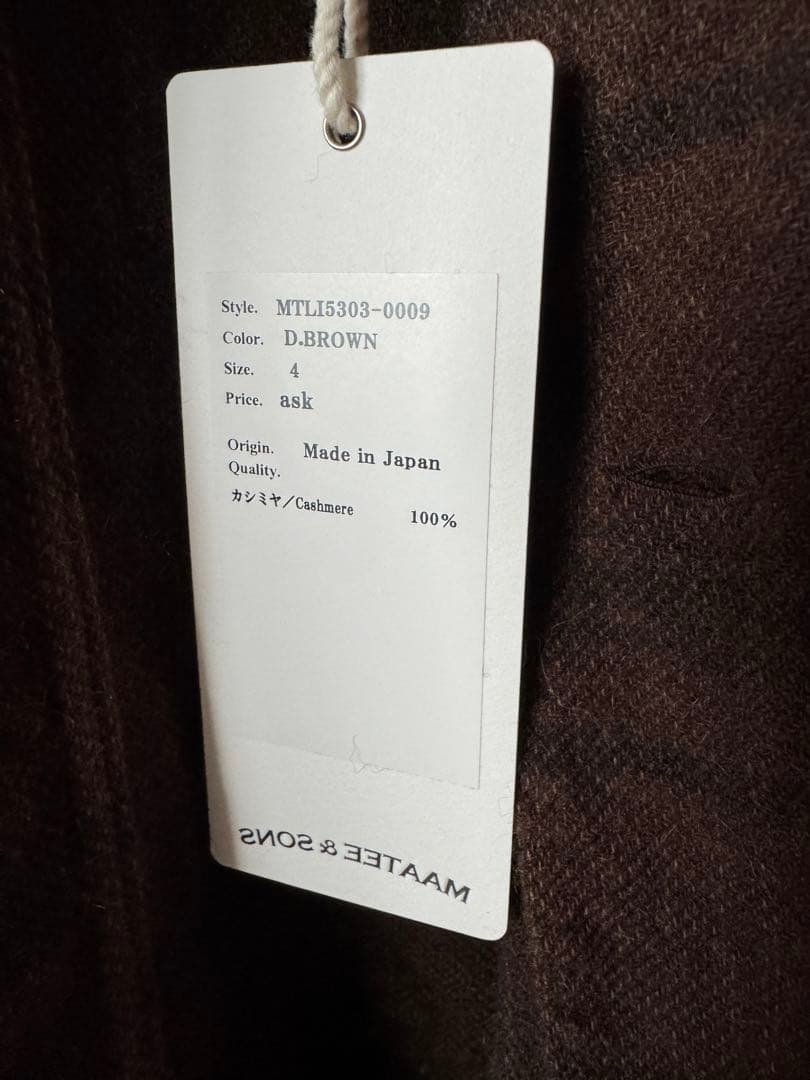 Style. MTLI5303-0009
Color. D.BROWN
Size. 4
Price. ask
Origin. Made in Japan
Quality.
カシミヤ/Cashmere 100%
MAATEE & SONS